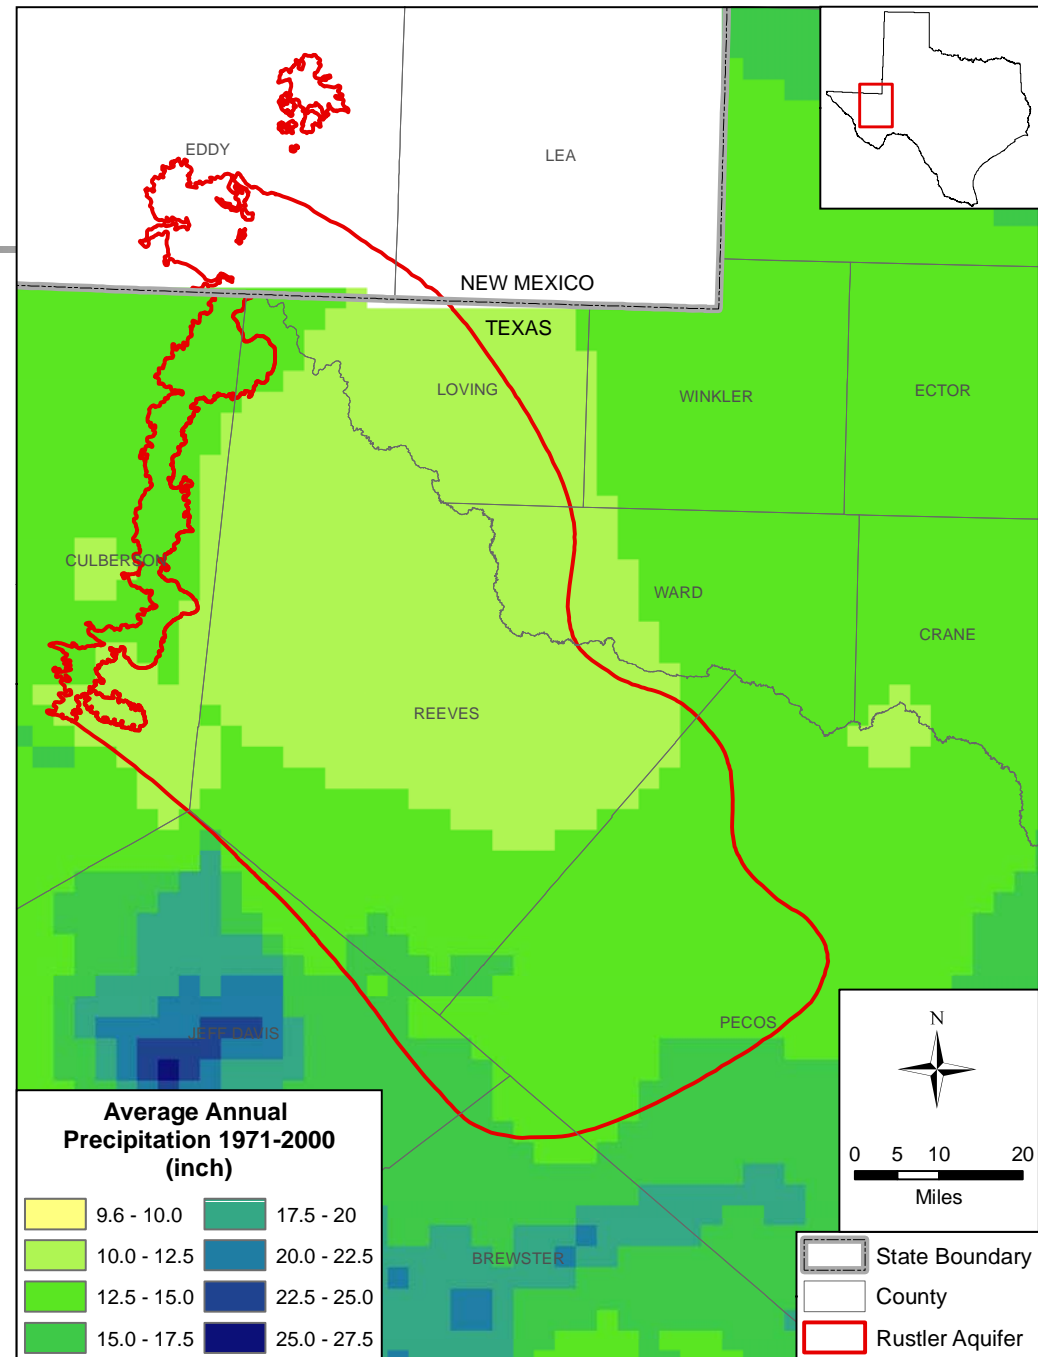 EDDY
LEA
NEW MEXICO
TEXAS
LOVING
WINKLER
ECTOR
CULBERSON
WARD
CRANE
REEVES
PECOS
JEFF DAVIS
BREWSTER
N
0 5 10 20
Miles
Average Annual
Precipitation 1971-2000
(inch)
9.6 - 10.0 17.5 - 20
10.0 - 12.5 20.0 - 22.5
12.5 - 15.0 22.5 - 25.0
15.0 - 17.5 25.0 - 27.5
State Boundary
County
Rustler Aquifer